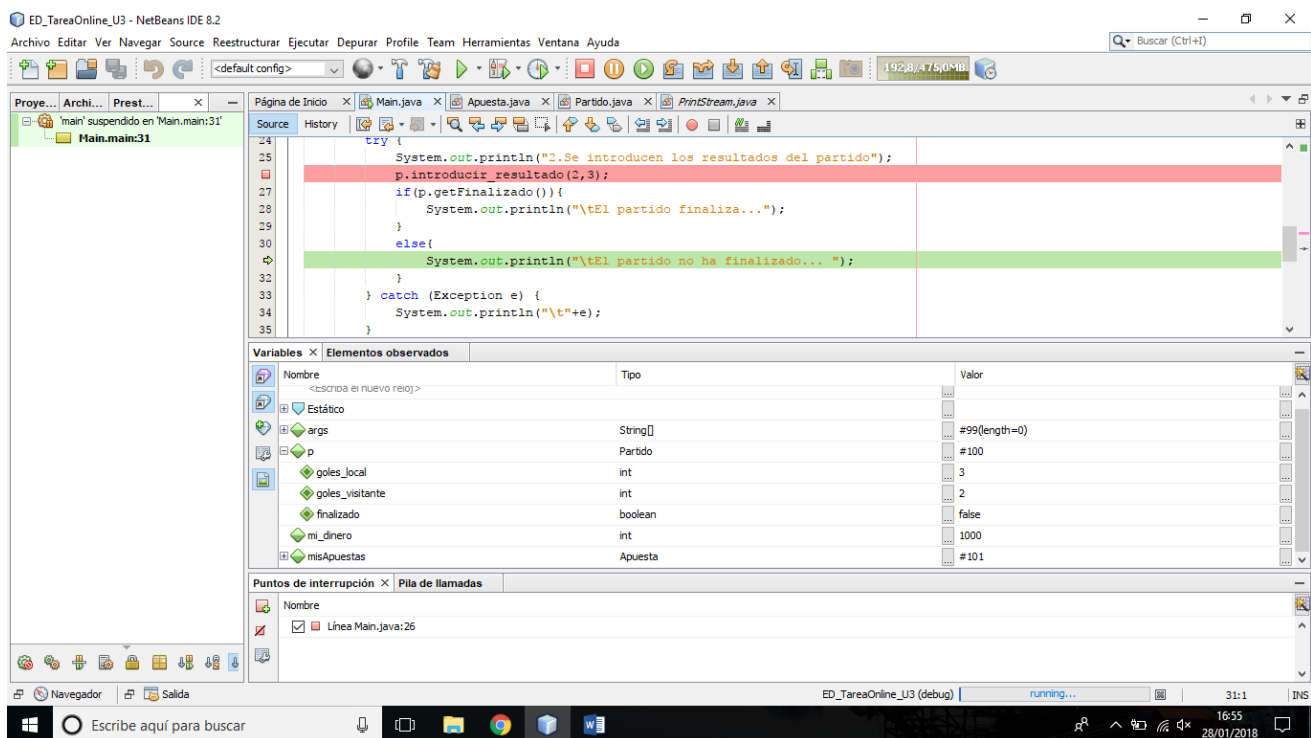 ED_TareaOnline_U3 - NetBeans IDE 8.2
Archivo Editar Ver Navegar Source Reestructurar Ejecutar Depurar Profile Team Herramientas Ventana Ayuda
Buscar (Ctrl+I)
<default config>
192,8/475,0MB
Proye... Archi... Prest...
Página de Inicio Main.java Apuesta.java Partido.java PrintStream.java
'main' suspendido en 'Main.main:31'
Main.main:31
Source History
24 try {
25 System.out.println("2.Se introducen los resultados del partido");
p.introducir_resultado(2,3);
27 if(p.getFinalizado()){
28 System.out.println("\tEl partido finaliza...");
29 }
30 else{
System.out.println("\tEl partido no ha finalizado... ");
32 }
33 } catch (Exception e) {
34 System.out.println("\t"+e);
35 }
Variables Elementos observados
Nombre Tipo Valor
<Escriba el nuevo reloj>
Estático
args String[] #99(length=0)
p Partido #100
goles_local int 3
goles_visitante int 2
finalizado boolean false
mi_dinero int 1000
misApuestas Apuesta #101
Puntos de interrupción Pila de llamadas
Nombre
Línea Main.java:26
Navegador Salida
ED_TareaOnline_U3 (debug) running... 31:1 INS
Escribe aquí para buscar
16:55
28/01/2018